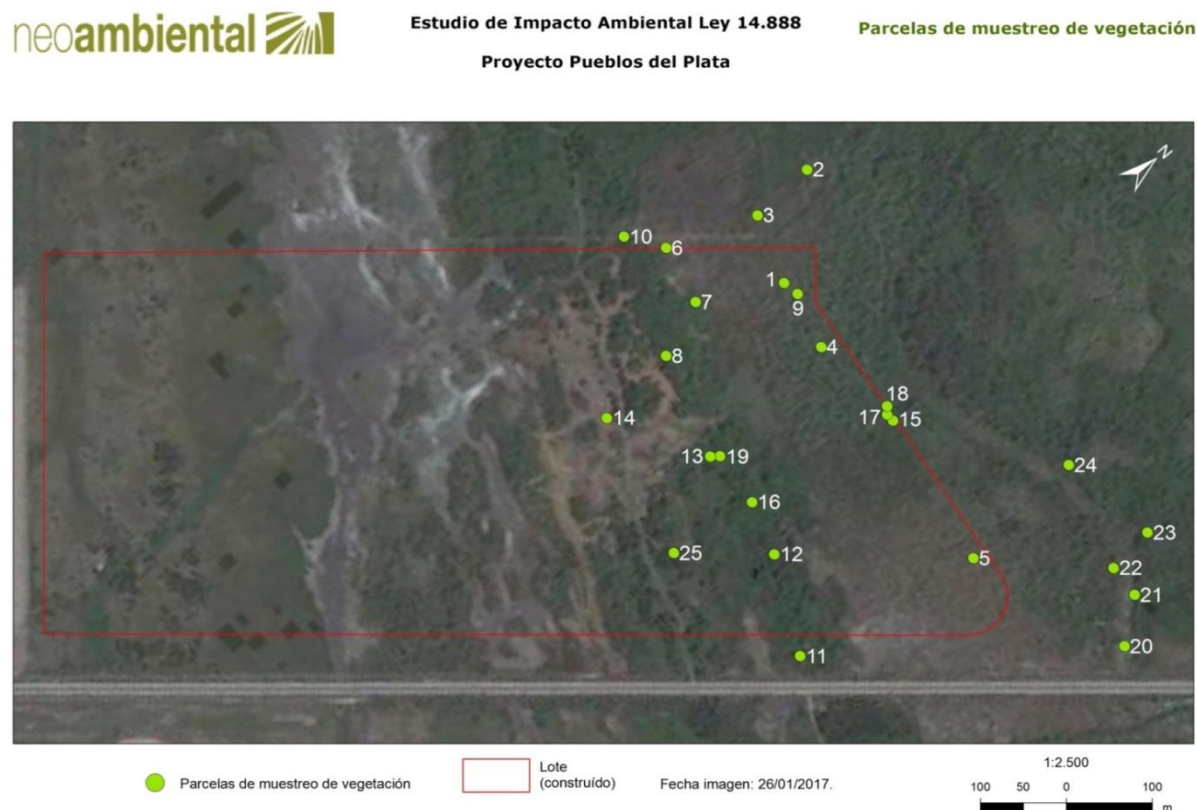 neoambiental
Estudio de Impacto Ambiental Ley 14.888
Proyecto Pueblos del Plata
Parcelas de muestreo de vegetación
N
2
3
10
6
1
9
7
8
4
18
17 15
14
13 19
24
16
23
25
12
5
22
21
20
11
Parcelas de muestreo de vegetación
Lote
(construído)
Fecha imagen: 26/01/2017.
1:2.500
100 50 0 100
m